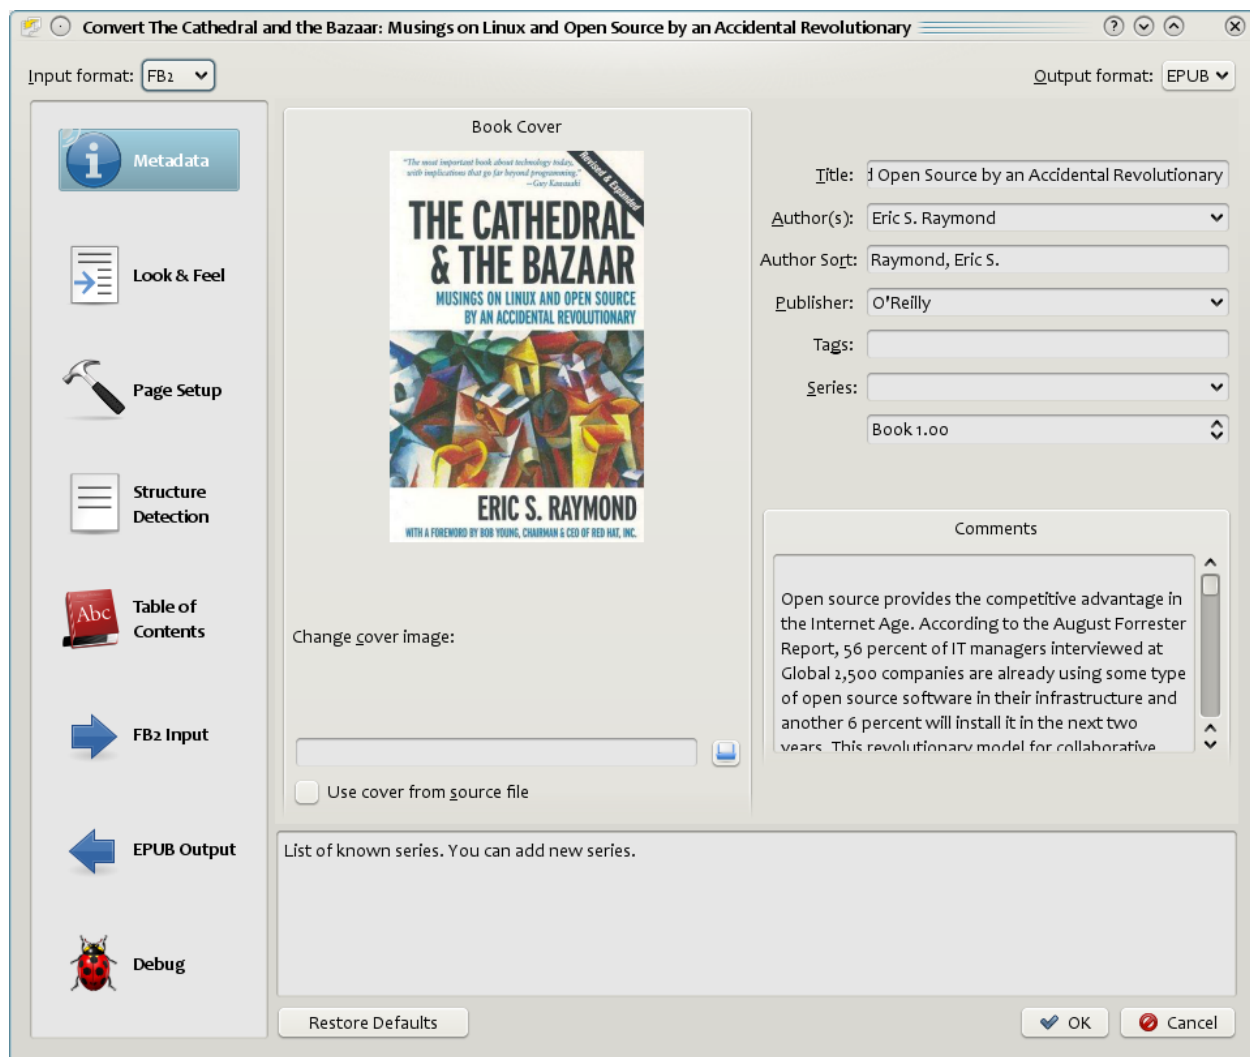 Convert The Cathedral and the Bazaar: Musings on Linux and Open Source by an Accidental Revolutionary
Input format: FB2
Output format: EPUB
Metadata
Look & Feel
Page Setup
Structure
Detection
Abc
Table of
Contents
FB2 Input
EPUB Output
Debug
Book Cover
"The most important book about technology today,
with implications that go far beyond programming."
—Guy Kawasaki
Revised & Expanded
THE CATHEDRAL
& THE BAZAAR
MUSINGS ON LINUX AND OPEN SOURCE
BY AN ACCIDENTAL REVOLUTIONARY
ERIC S. RAYMOND
WITH A FOREWORD BY BOB YOUNG, CHAIRMAN & CEO OF RED HAT, INC.
Change cover image:
Use cover from source file
Title: d Open Source by an Accidental Revolutionary
Author(s): Eric S. Raymond
Author Sort: Raymond, Eric S.
Publisher: O'Reilly
Tags:
Series:
Book 1.00
Comments
Open source provides the competitive advantage in
the Internet Age. According to the August Forrester
Report, 56 percent of IT managers interviewed at
Global 2,500 companies are already using some type
of open source software in their infrastructure and
another 6 percent will install it in the next two
years. This revolutionary model for collaborative
List of known series. You can add new series.
Restore Defaults
OK
Cancel